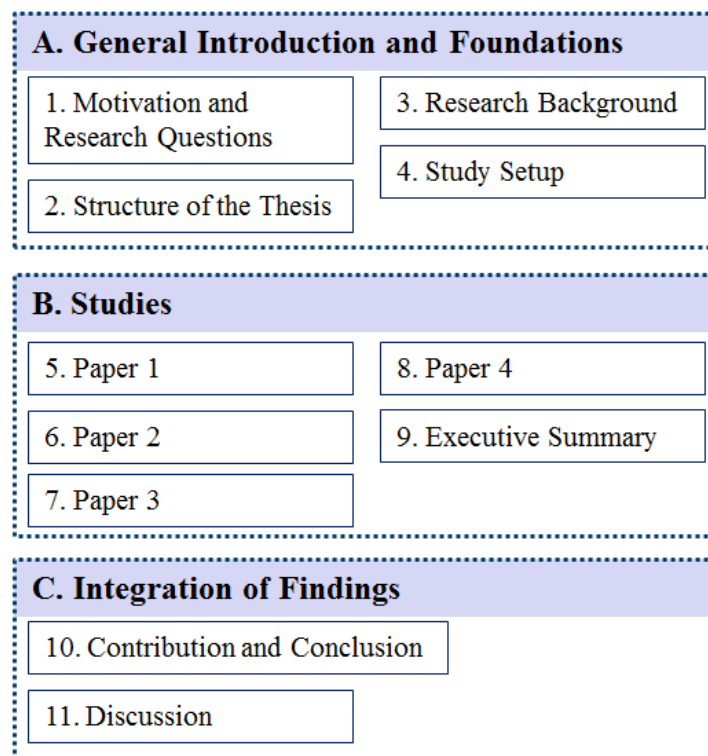 A. General Introduction and Foundations
1. Motivation and
Research Questions
2. Structure of the Thesis
3. Research Background
4. Study Setup
B. Studies
5. Paper 1
6. Paper 2
7. Paper 3
8. Paper 4
9. Executive Summary
C. Integration of Findings
10. Contribution and Conclusion
11. Discussion